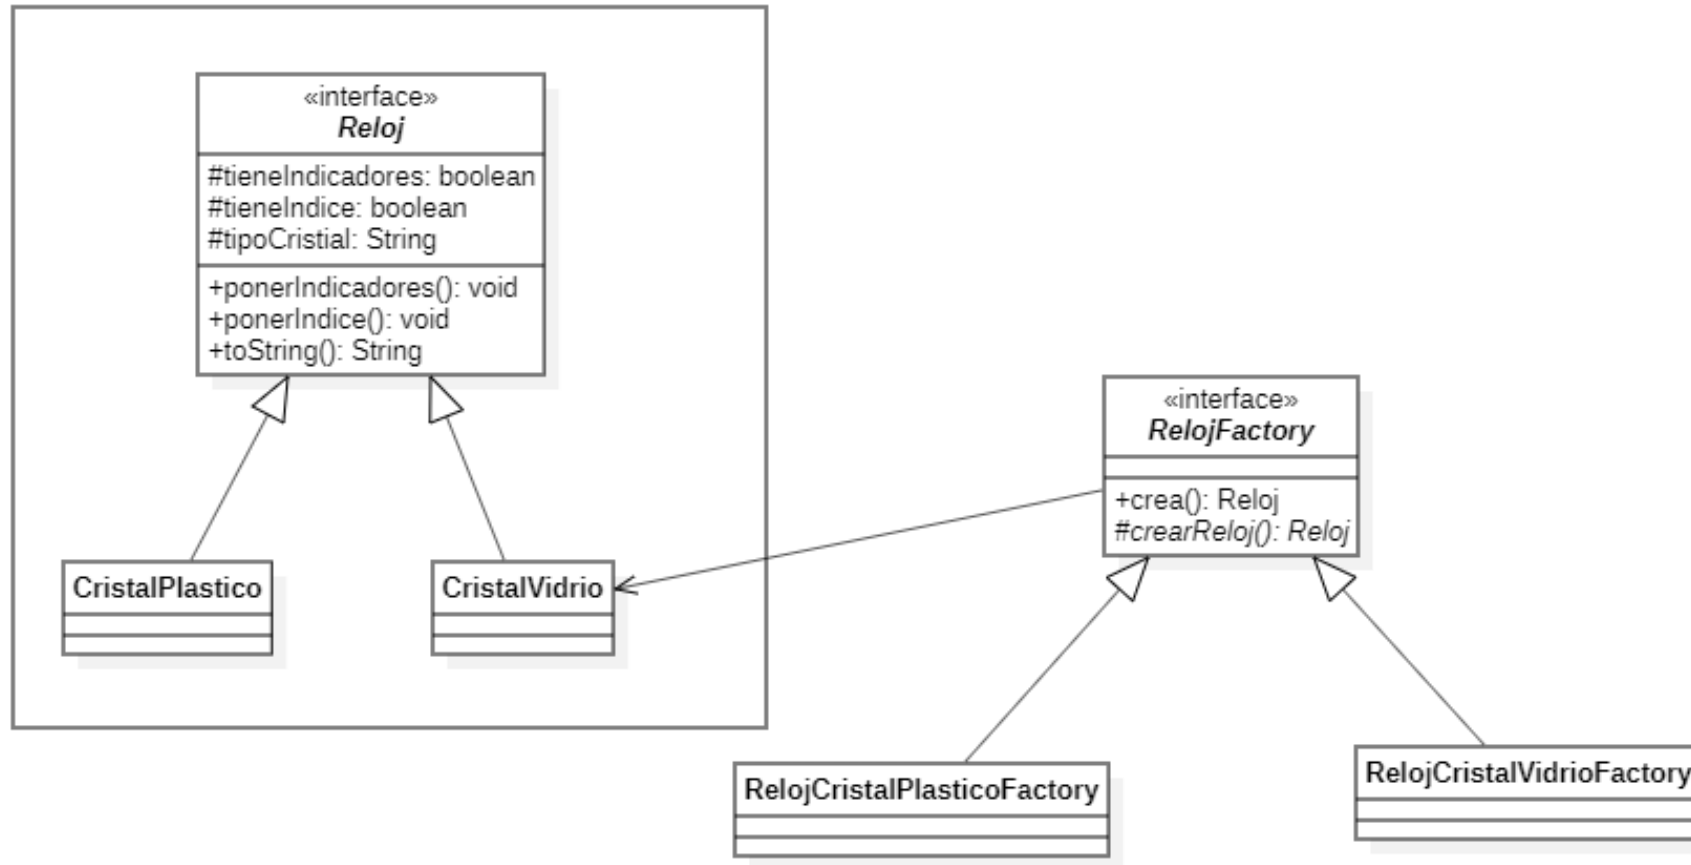 «interface»
Reloj
#tieneIndicadores: boolean
#tieneIndice: boolean
#tipoCristial: String
+ponerIndicadores(): void
+ponerIndice(): void
+toString(): String
CristalPlastico
CristalVidrio
«interface»
RelojFactory
+crea(): Reloj
#crearReloj(): Reloj
RelojCristalPlasticoFactory
RelojCristalVidrioFactory